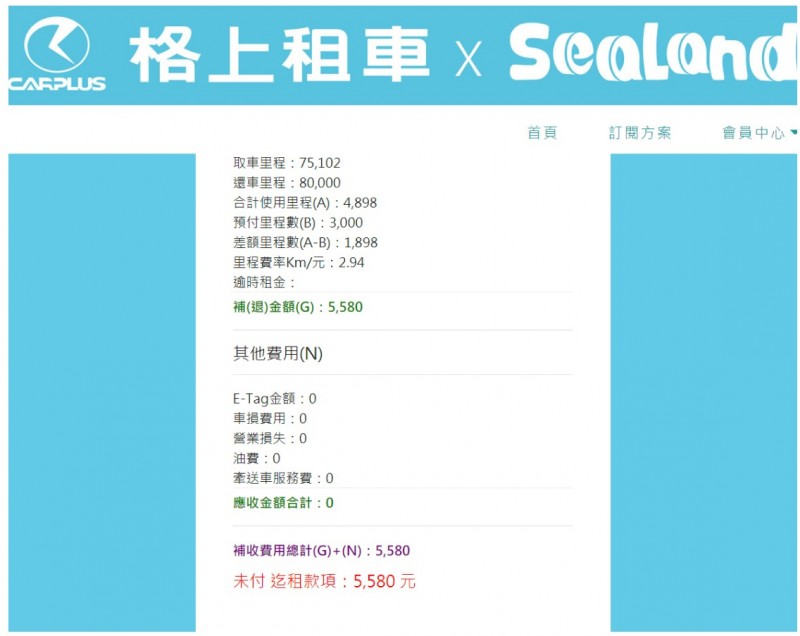 CARPLUS
格上租車 x SeaLand
首頁 訂閱方案 會員中心
取車里程：75,102
還車里程：80,000
合計使用里程(A)：4,898
預付里程數(B)：3,000
差額里程數(A-B)：1,898
里程費率Km/元：2.94
逾時租金：
補(退)金額(G)：5,580
其他費用(N)
E-Tag金額：0
車損費用：0
營業損失：0
油費：0
牽送車服務費：0
應收金額合計：0
補收費用總計(G)+(N)：5,580
未付 迄租款項：5,580 元